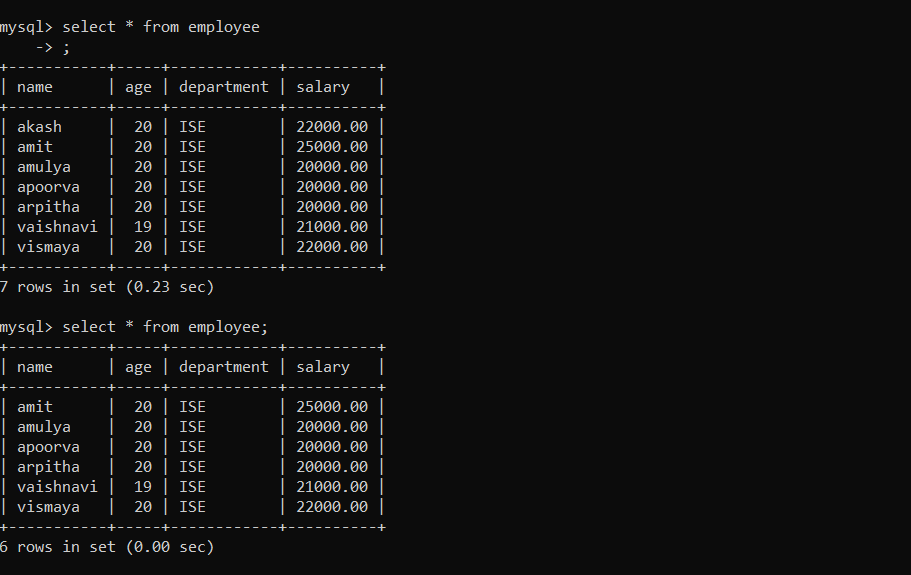 mysql> select * from employee
    -> ;
+-----------+-----+------------+----------+
| name      | age | department | salary   |
+-----------+-----+------------+----------+
| akash     |  20 | ISE        | 22000.00 |
| amit      |  20 | ISE        | 25000.00 |
| amulya    |  20 | ISE        | 20000.00 |
| apoorva   |  20 | ISE        | 20000.00 |
| arpitha   |  20 | ISE        | 20000.00 |
| vaishnavi |  19 | ISE        | 21000.00 |
| vismaya   |  20 | ISE        | 22000.00 |
+-----------+-----+------------+----------+
7 rows in set (0.23 sec)

mysql> select * from employee;
+-----------+-----+------------+----------+
| name      | age | department | salary   |
+-----------+-----+------------+----------+
| amit      |  20 | ISE        | 25000.00 |
| amulya    |  20 | ISE        | 20000.00 |
| apoorva   |  20 | ISE        | 20000.00 |
| arpitha   |  20 | ISE        | 20000.00 |
| vaishnavi |  19 | ISE        | 21000.00 |
| vismaya   |  20 | ISE        | 22000.00 |
+-----------+-----+------------+----------+
6 rows in set (0.00 sec)